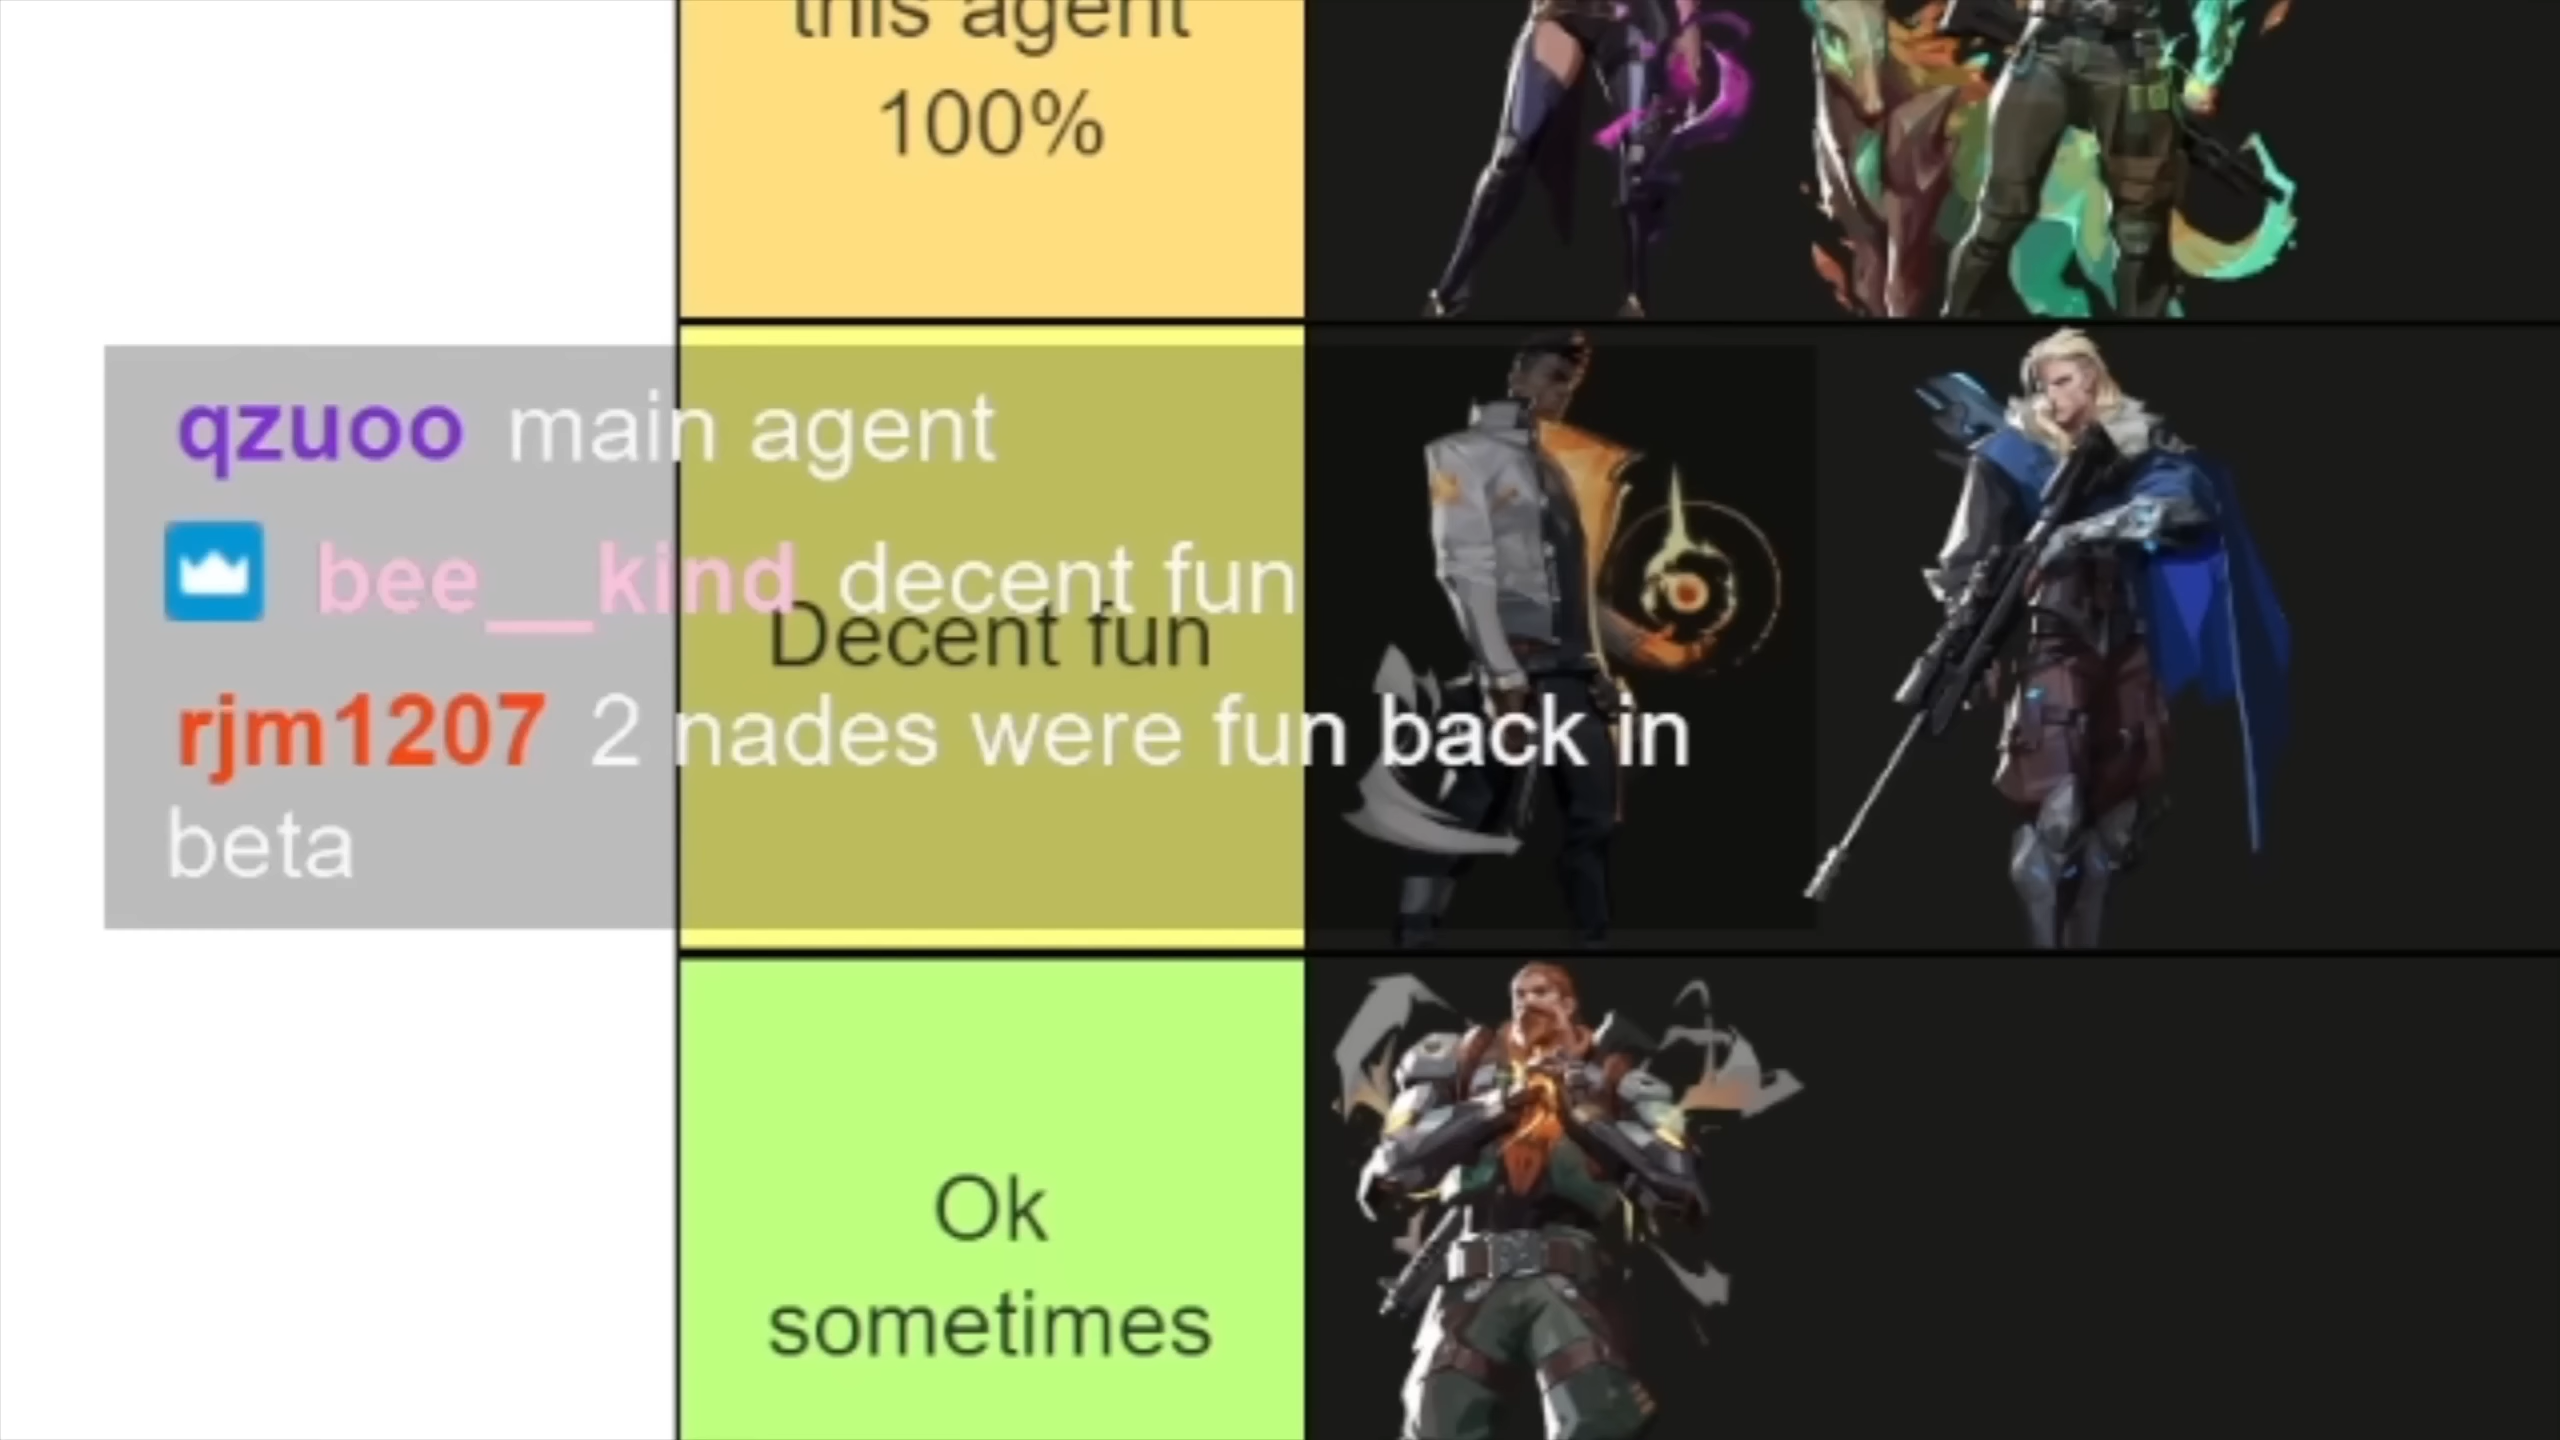 this agent
100%
qzuoo main agent
bee__kind decent fun
Decent fun
rjm1207 2 nades were fun back in
beta
Ok
sometimes